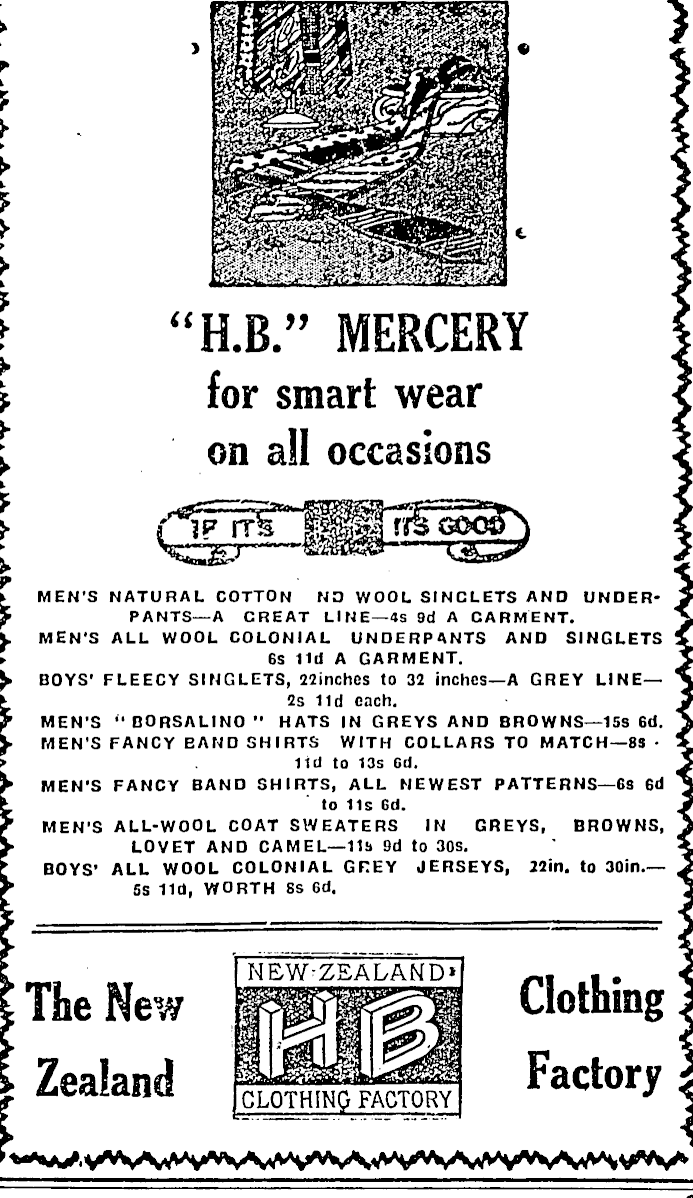 “H.B.” MERCERY
for smart wear
on all occasions
IF IT'S
ITS GOOD
MEN'S NATURAL COTTON ND WOOL SINGLETS AND UNDER-
PANTS—A GREAT LINE—4s 9d A GARMENT.
MEN'S ALL WOOL COLONIAL UNDERPANTS AND SINGLETS
6s 11d A GARMENT.
BOYS' FLEECY SINGLETS, 22inches to 32 inches—A GREY LINE—
2s 11d each.
MEN'S “BORSALINO” HATS IN GREYS AND BROWNS—15s 6d.
MEN'S FANCY BAND SHIRTS WITH COLLARS TO MATCH—8s
11d to 13s 6d.
MEN'S FANCY BAND SHIRTS, ALL NEWEST PATTERNS—6s 6d
to 11s 6d.
MEN'S ALL-WOOL COAT SWEATERS IN GREYS, BROWNS,
LOVET AND CAMEL—11s 9d to 30s.
BOYS' ALL WOOL COLONIAL GREY JERSEYS, 22in. to 30in.—
5s 11d, WORTH 8s 6d.
The New
Zealand
NEW ZEALAND
HB
CLOTHING FACTORY
Clothing
Factory